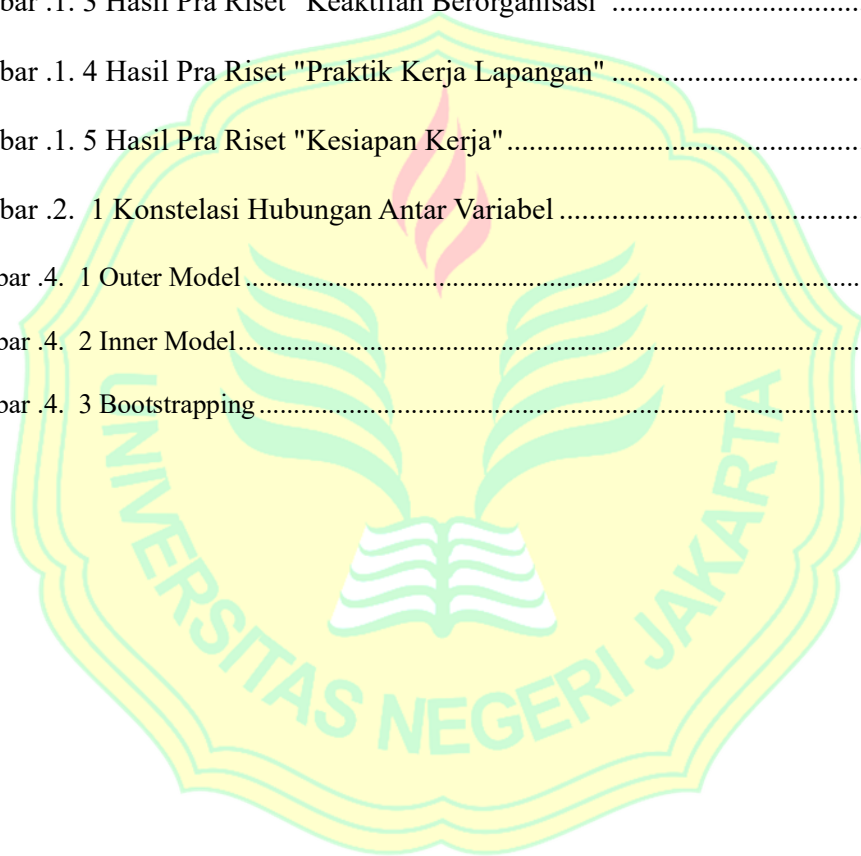 bar .1. 3 Hasil Pra Riset "Keaktifan Berorganisasi" ........................................
bar .1. 4 Hasil Pra Riset "Praktik Kerja Lapangan" ........................................
bar .1. 5 Hasil Pra Riset "Kesiapan Kerja" ........................................
bar .2. 1 Konstelasi Hubungan Antar Variabel ........................................
bar .4. 1 Outer Model ........................................
bar .4. 2 Inner Model ........................................
bar .4. 3 Bootstrapping ........................................
UNIVERSITAS NEGERI JAKARTA